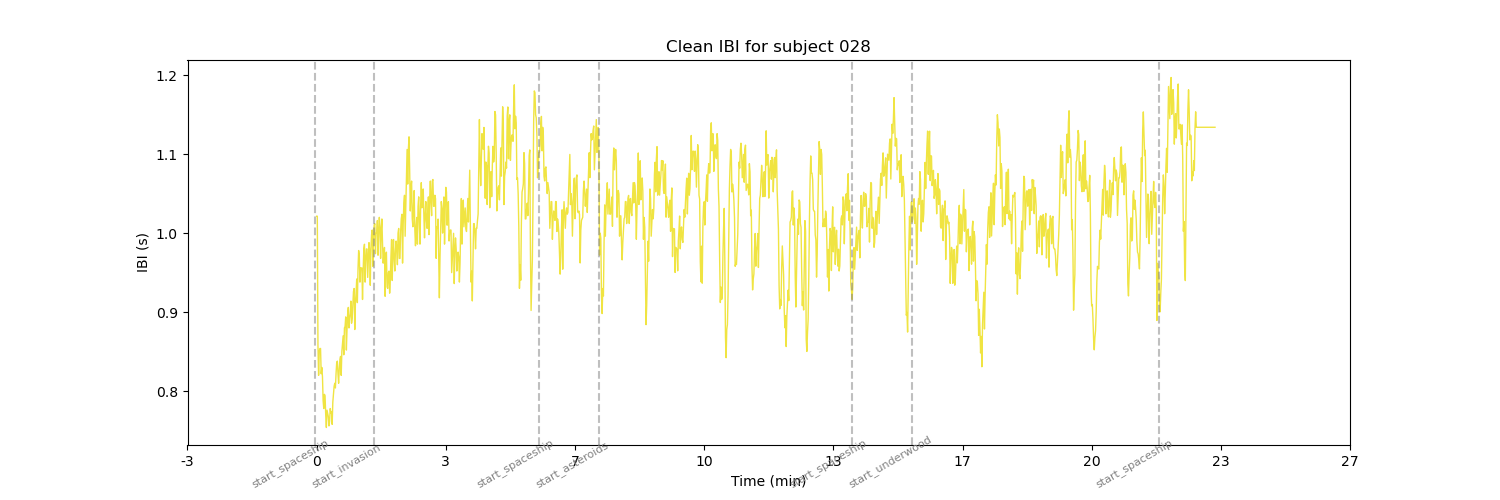 Clean IBI for subject 028
1.2
1.1
1.0
0.9
0.8
IBI (s)
-3 0 3 7 10 13 17 20 23 27
start_spaceship start_invasion start_spaceship start_asteroids start_spaceship start_underwood start_spaceship
Time (min)